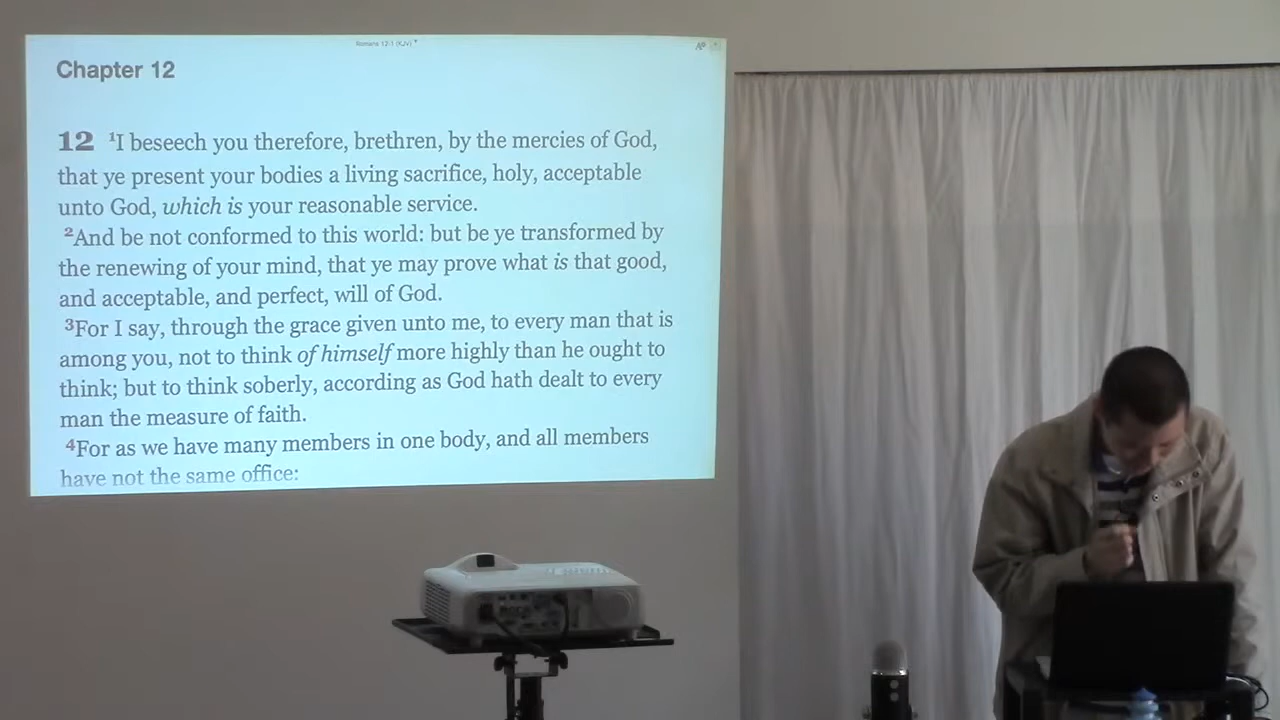 Romans 12:1 (KJV)
Chapter 12
12 ¹I beseech you therefore, brethren, by the mercies of God,
that ye present your bodies a living sacrifice, holy, acceptable
unto God, which is your reasonable service.
²And be not conformed to this world: but be ye transformed by
the renewing of your mind, that ye may prove what is that good,
and acceptable, and perfect, will of God.
³For I say, through the grace given unto me, to every man that is
among you, not to think of himself more highly than he ought to
think; but to think soberly, according as God hath dealt to every
man the measure of faith.
⁴For as we have many members in one body, and all members
have not the same office: